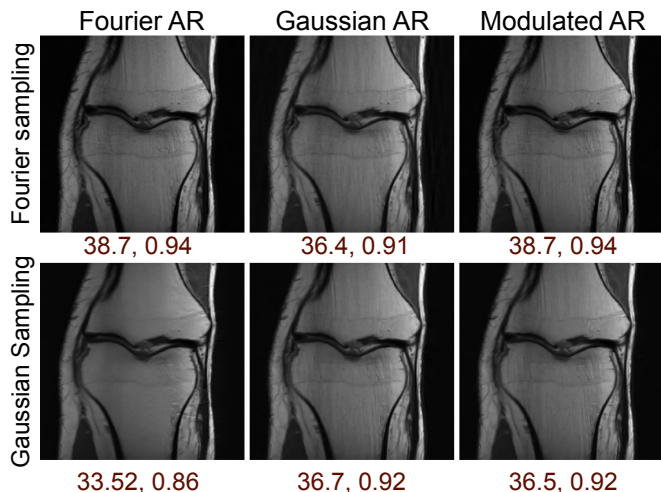 Fourier AR Gaussian AR Modulated AR
Fourier sampling
38.7, 0.94 36.4, 0.91 38.7, 0.94
Gaussian Sampling
33.52, 0.86 36.7, 0.92 36.5, 0.92